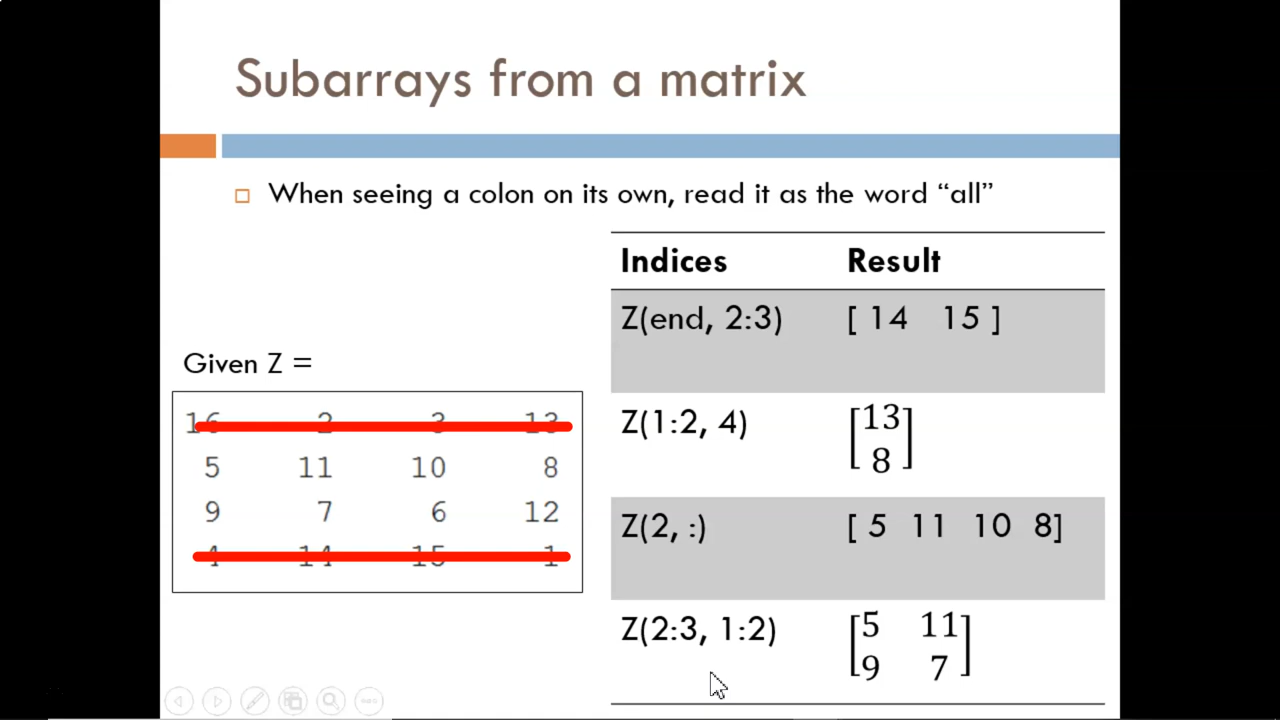 Subarrays from a matrix
When seeing a colon on its own, read it as the word “all”
Given Z =
16 2 3 13
5 11 10 8
9 7 6 12
4 14 15 1
Indices Result
Z(end, 2:3) [ 14 15 ]
Z(1:2, 4) [13
8]
Z(2, :) [ 5 11 10 8]
Z(2:3, 1:2) [5 11
9 7]